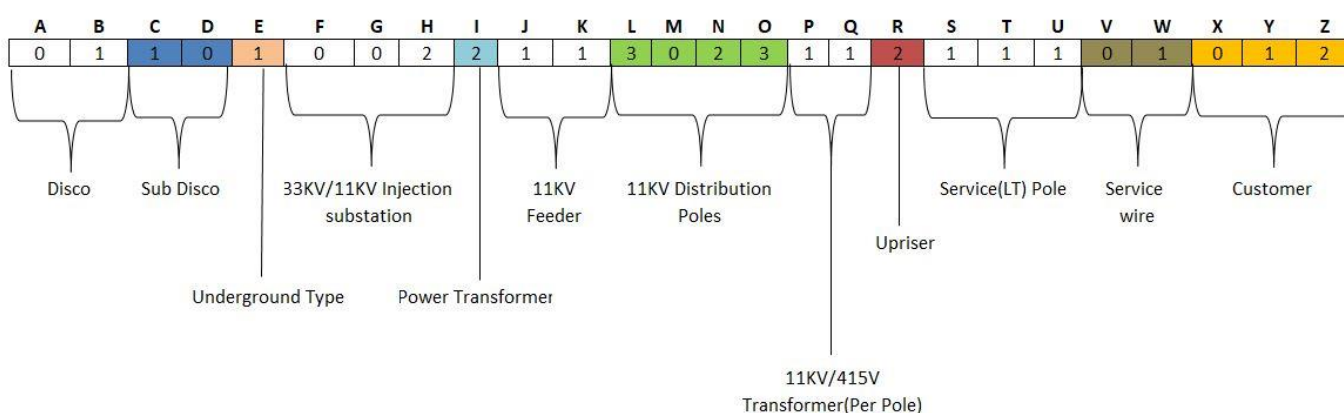 A B C D E F G H I J K L M N O P Q R S T U V W X Y Z
0 1 1 0 1 0 0 2 2 1 1 3 0 2 3 1 1 2 1 1 1 0 1 0 1 2
Disco Sub Disco 33KV/11KV Injection 11KV 11KV Distribution Service(LT) Pole Service Customer
substation Feeder Poles wire
Upriser
Underground Type Power Transformer
11KV/415V
Transformer(Per Pole)